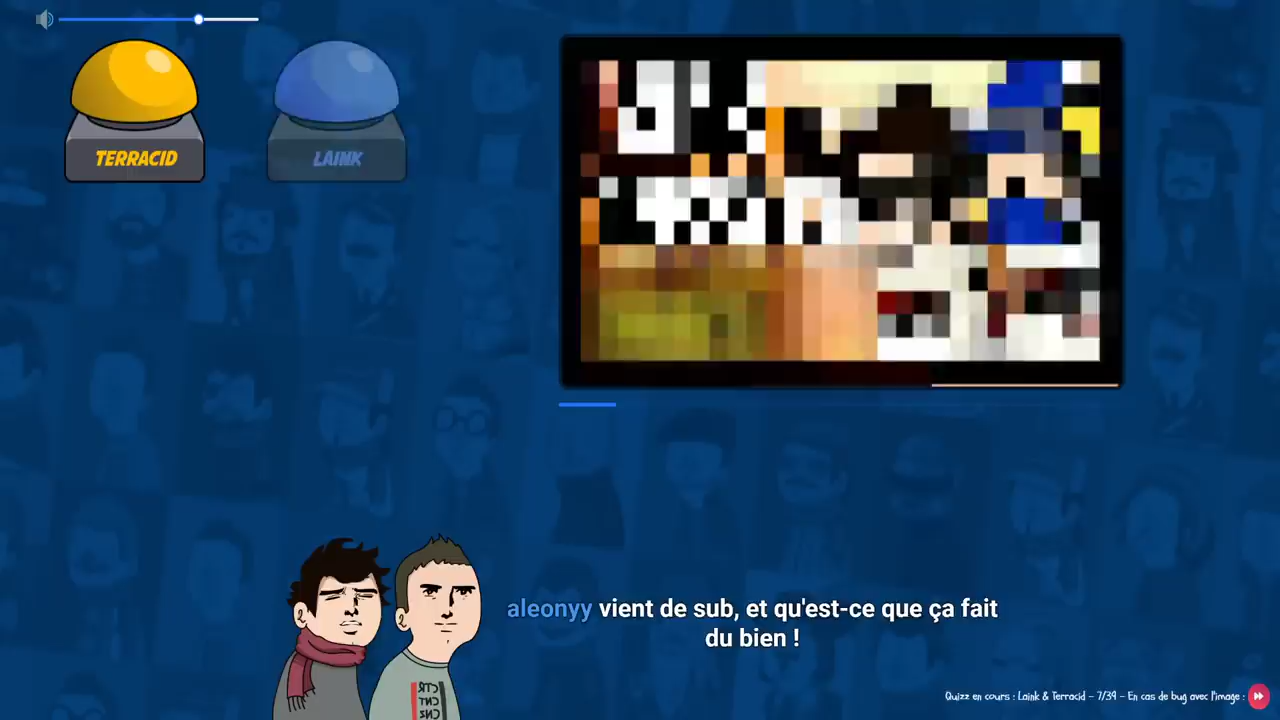 TERRACID
LAINK
aleonyy vient de sub, et qu'est-ce que ça fait
du bien !
Quizz en cours : Laink & Terracid - 7/39 - En cas de bug avec l'image :